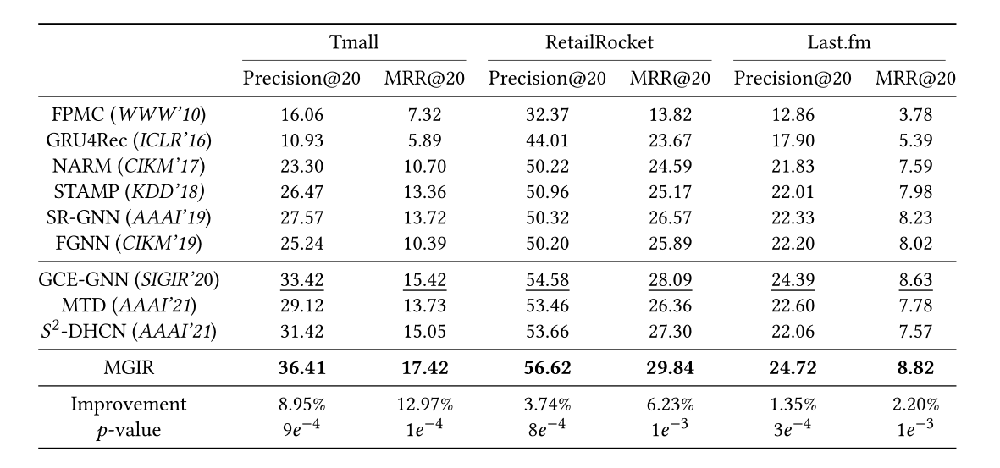 Tmall RetailRocket Last.fm
Precision@20 MRR@20 Precision@20 MRR@20 Precision@20 MRR@20
FPMC (WWW'10) 16.06 7.32 32.37 13.82 12.86 3.78
GRU4Rec (ICLR'16) 10.93 5.89 44.01 23.67 17.90 5.39
NARM (CIKM'17) 23.30 10.70 50.22 24.59 21.83 7.59
STAMP (KDD'18) 26.47 13.36 50.96 25.17 22.01 7.98
SR-GNN (AAAI'19) 27.57 13.72 50.32 26.57 22.33 8.23
FGNN (CIKM'19) 25.24 10.39 50.20 25.89 22.20 8.02
GCE-GNN (SIGIR'20) 33.42 15.42 54.58 28.09 24.39 8.63
MTD (AAAI'21) 29.12 13.73 53.46 26.36 22.60 7.78
S²-DHCN (AAAI'21) 31.42 15.05 53.66 27.30 22.06 7.57
MGIR 36.41 17.42 56.62 29.84 24.72 8.82
Improvement 8.95% 12.97% 3.74% 6.23% 1.35% 2.20%
p-value 9e⁻⁴ 1e⁻⁴ 8e⁻⁴ 1e⁻³ 3e⁻⁴ 1e⁻³